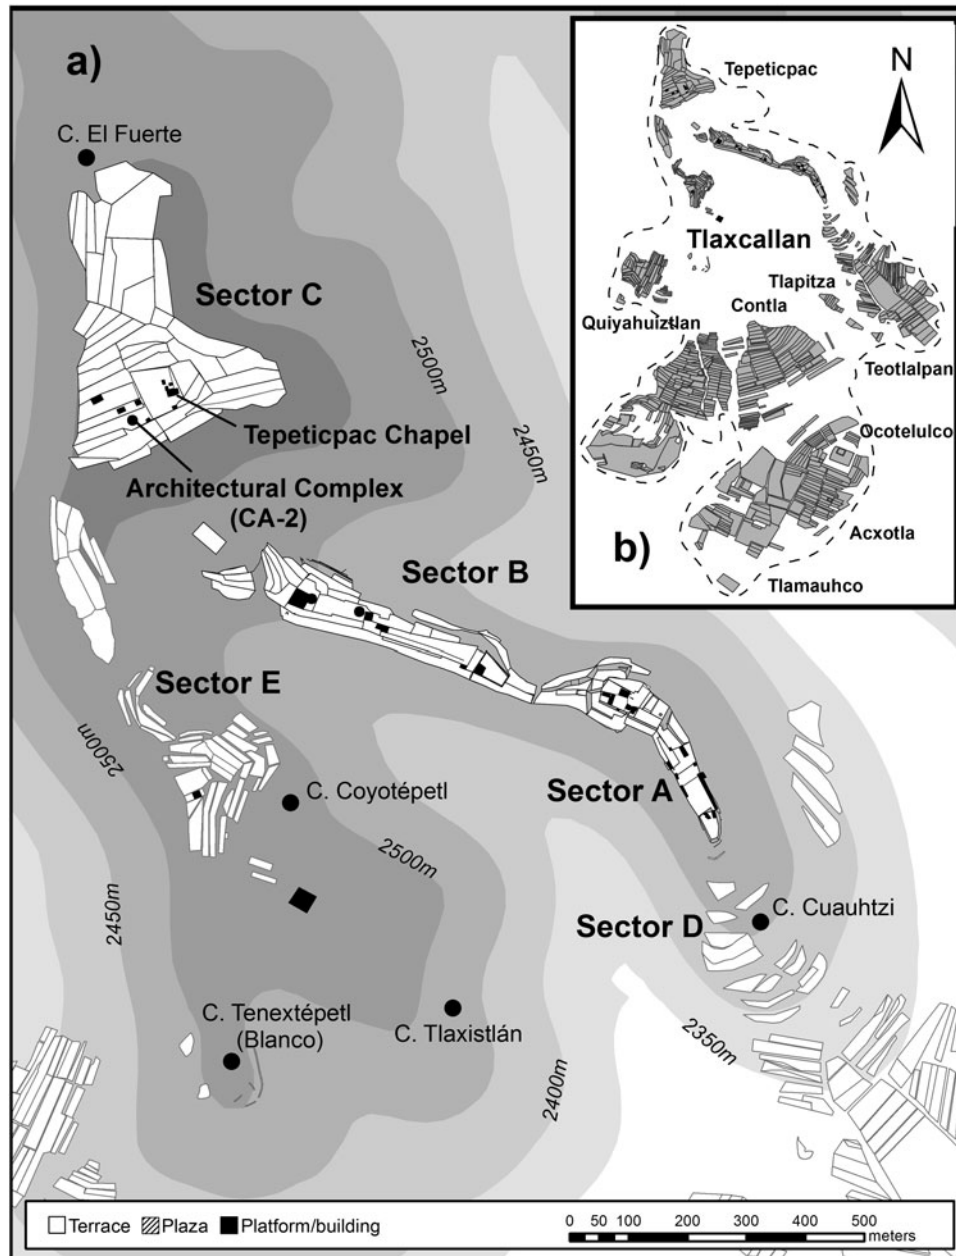 a)
C. El Fuerte
Sector C
2500m
2450m
Tepeticpac Chapel
Architectural Complex
(CA-2)
Sector B
Sector E
2500m
C. Coyotépetl
Sector A
2500m
2450m
Sector D
C. Cuauhtzi
C. Tenextépetl
(Blanco)
C. Tlaxistlán
2400m
2350m
Tepeticpac
N
Tlaxcallan
Tlapitza
Contla
Quiyahuiztlan
Teotlalpan
Ocotelulco
Acxotla
b)
Tlamauhco
Terrace Plaza Platform/building
0 50 100 200 300 400 500
meters